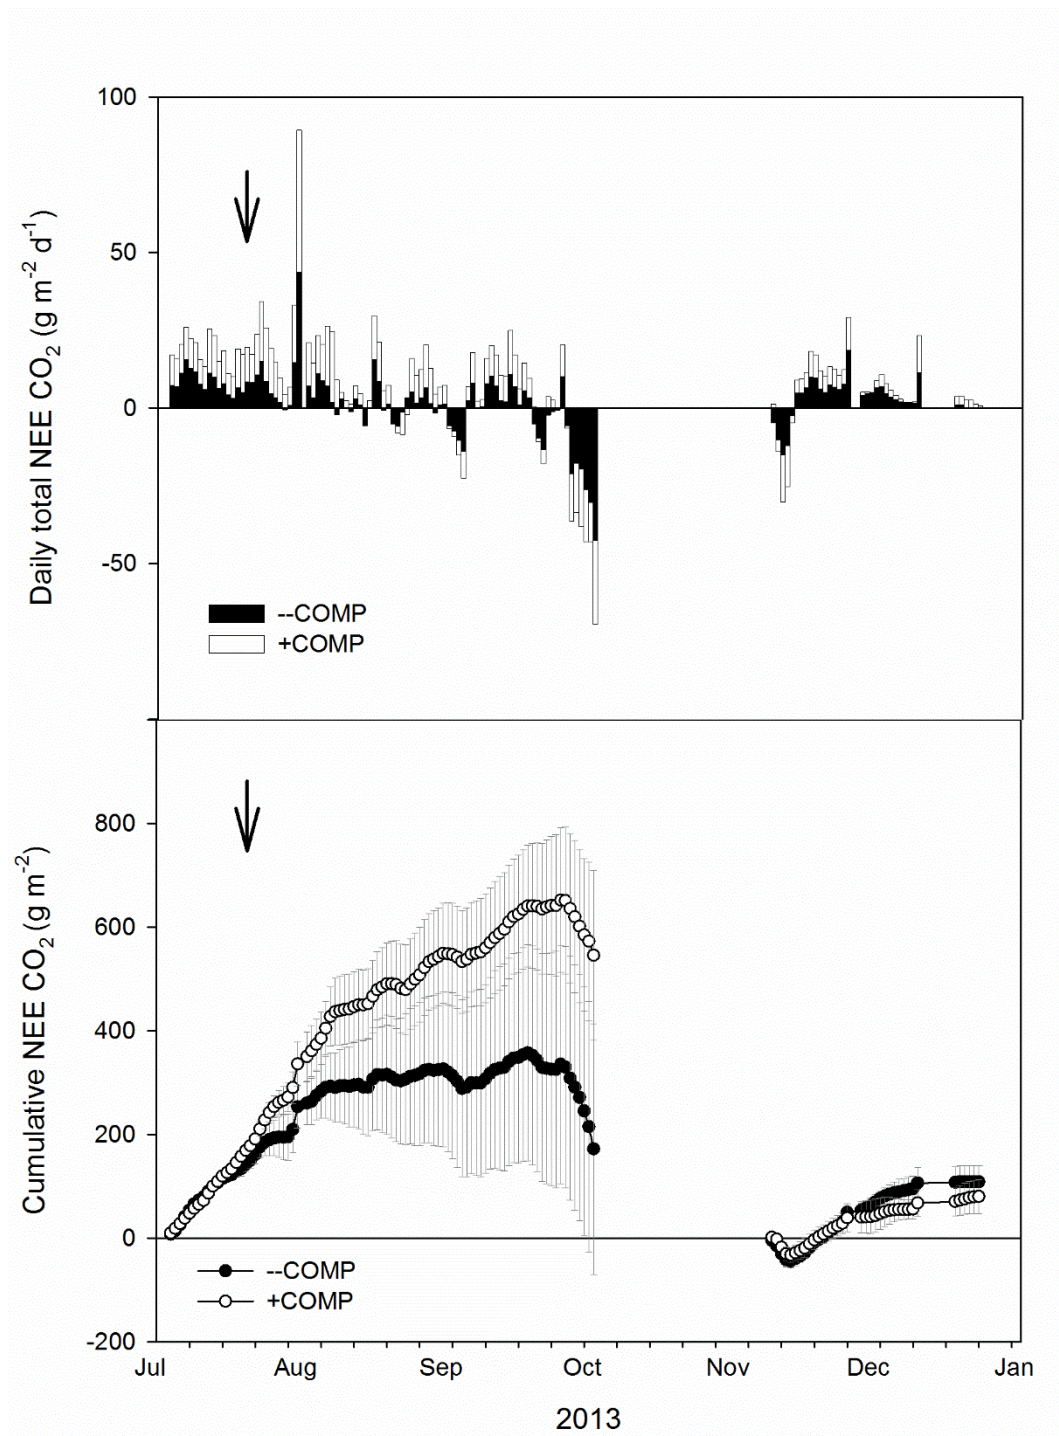 100
50
0
-50
Daily total NEE CO₂ (g m⁻² d⁻¹)
--COMP
+COMP
800
600
400
200
0
-200
Cumulative NEE CO₂ (g m⁻²)
--COMP
+COMP
Jul Aug Sep Oct Nov Dec Jan
2013